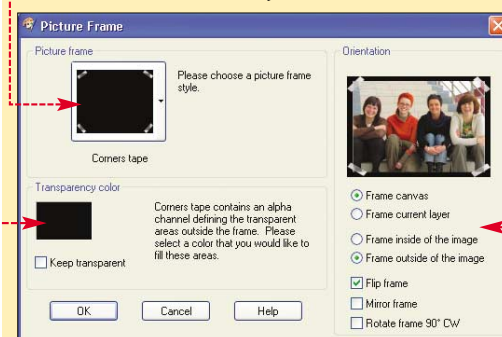 Picture Frame
Picture frame
Please choose a picture frame
style.
Corners tape
Transparency color
Corners tape contains an alpha
channel defining the transparent
areas outside the frame. Please
select a color that you would like to
fill these areas.
Keep transparent
OK
Cancel
Help
Orientation
Frame canvas
Frame current layer
Frame inside of the image
Frame outside of the image
Flip frame
Mirror frame
Rotate frame 90° CW